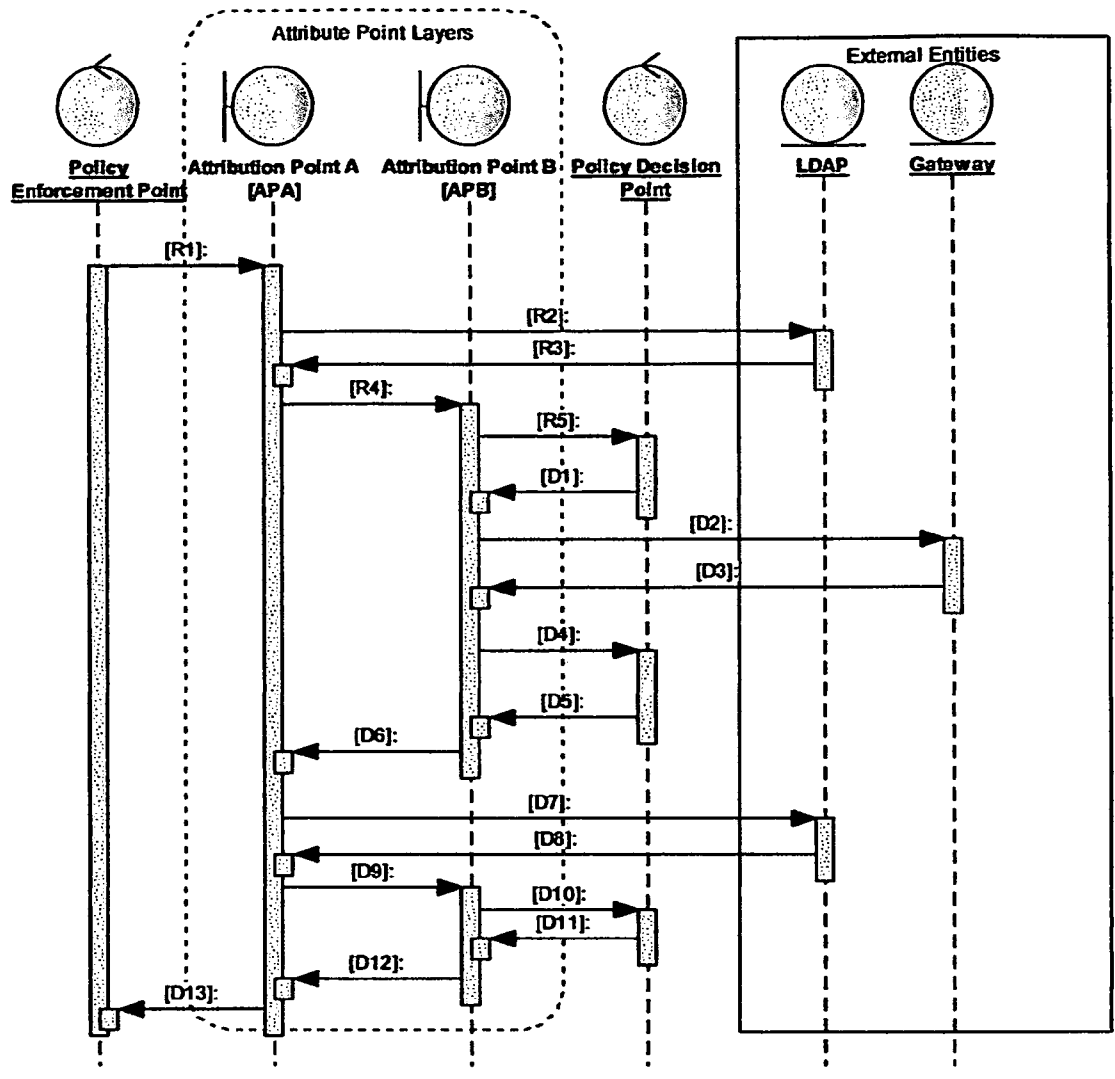 Attribute Point Layers
External Entities
Policy
Enforcement Point
Attribution Point A
[APA]
Attribution Point B
[APB]
Policy Decision
Point
LDAP
Gateway
[R1]:
[R2]:
[R3]:
[R4]:
[R5]:
[D1]:
[D2]:
[D3]:
[D4]:
[D5]:
[D6]:
[D7]:
[D8]:
[D9]:
[D10]:
[D11]:
[D12]:
[D13]: